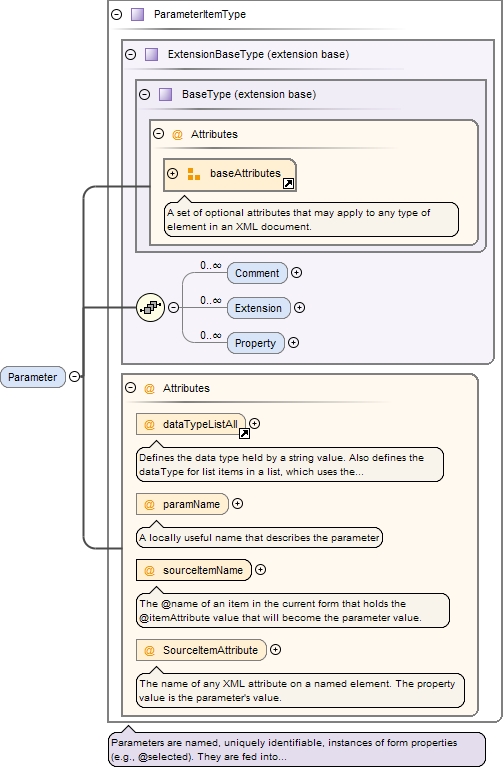 ParameterItemType
ExtensionBaseType (extension base)
BaseType (extension base)
@ Attributes
baseAttributes
A set of optional attributes that may apply to any type of
element in an XML document.
0..∞
Comment
0..∞
Extension
0..∞
Property
Parameter
@ Attributes
@ dataTypeListAll
Defines the data type held by a string value. Also defines the
dataType for list items in a list, which uses the...
@ paramName
A locally useful name that describes the parameter
@ sourceItemName
The @name of an item in the current form that holds the
@itemAttribute value that will become the parameter value.
@ SourceItemAttribute
The name of any XML attribute on a named element. The property
value is the parameter's value.
Parameters are named, uniquely identifiable, instances of form properties
(e.g., @selected). They are fed into...